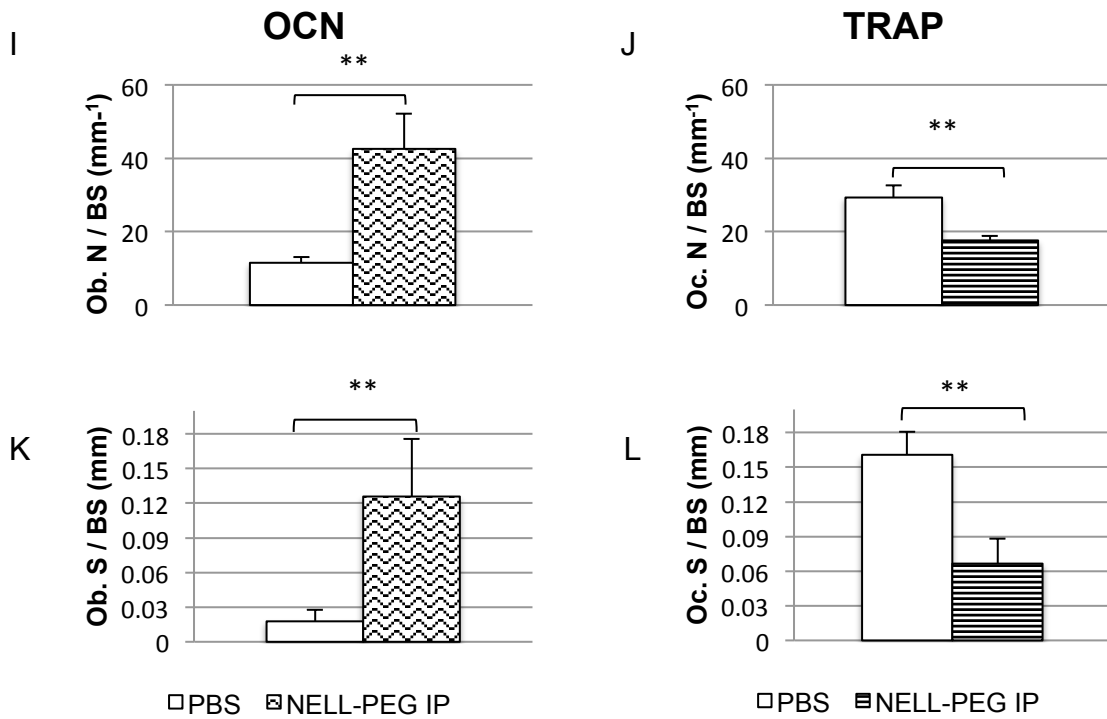 I
OCN
**
60
40
20
0
Ob. N / BS (mm-1)
J
TRAP
**
60
40
20
0
Oc. N / BS (mm-1)
K
**
0.18
0.15
0.12
0.09
0.06
0.03
0
Ob. S / BS (mm)
L
**
0.18
0.15
0.12
0.09
0.06
0.03
0
Oc. S / BS (mm)
PBS NELL-PEG IP
PBS NELL-PEG IP